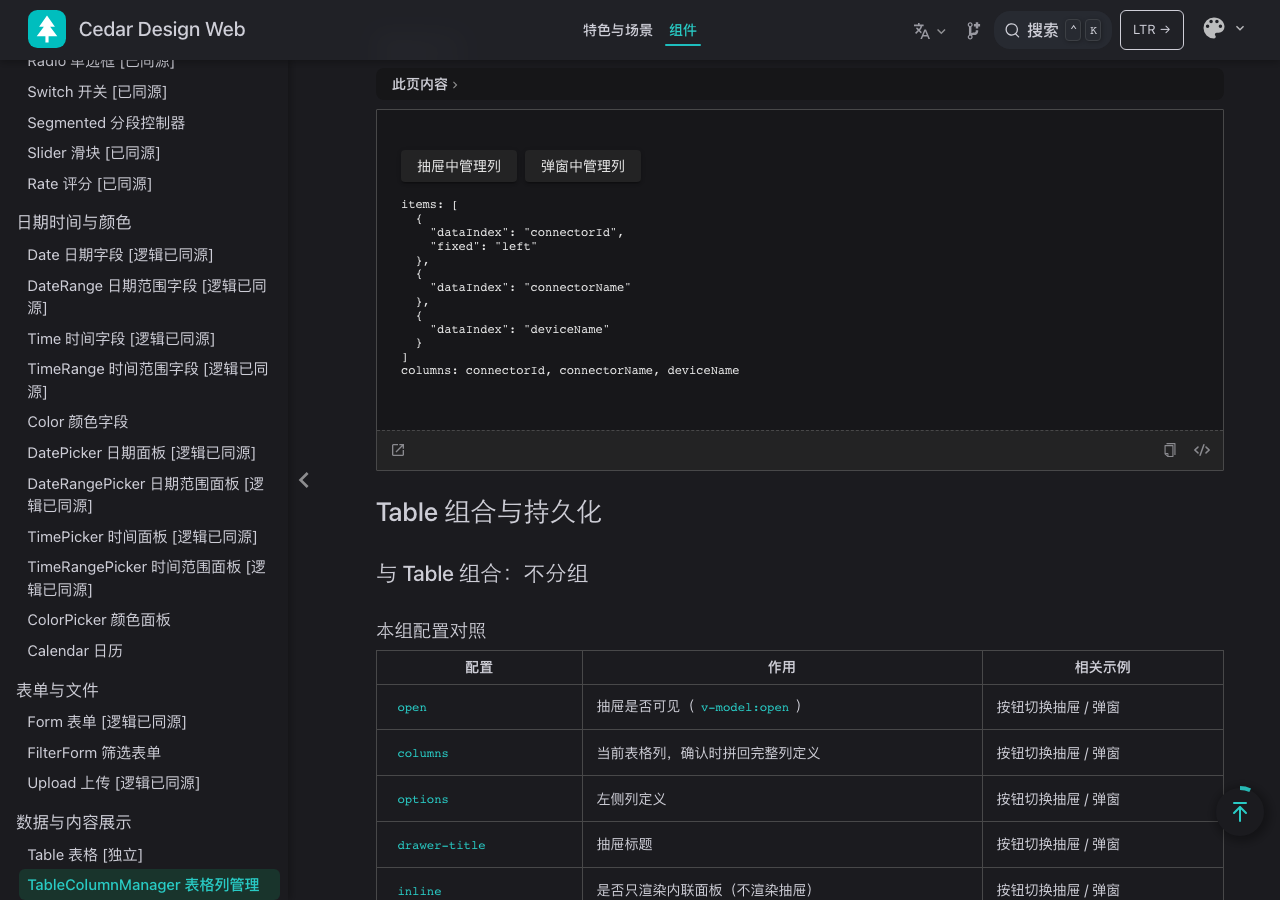 Cedar Design Web
特色与场景
组件
搜索
^
K
LTR →
Radio 单选框 [已同源]
Switch 开关 [已同源]
Segmented 分段控制器
Slider 滑块 [已同源]
Rate 评分 [已同源]
日期时间与颜色
Date 日期字段 [逻辑已同源]
DateRange 日期范围字段 [逻辑已同
源]
Time 时间字段 [逻辑已同源]
TimeRange 时间范围字段 [逻辑已同
源]
Color 颜色字段
DatePicker 日期面板 [逻辑已同源]
DateRangePicker 日期范围面板 [逻
辑已同源]
TimePicker 时间面板 [逻辑已同源]
TimeRangePicker 时间范围面板 [逻
辑已同源]
ColorPicker 颜色面板
Calendar 日历
表单与文件
Form 表单 [逻辑已同源]
FilterForm 筛选表单
Upload 上传 [逻辑已同源]
数据与内容展示
Table 表格 [独立]
TableColumnManager 表格列管理
此页内容 ›
抽屉中管理列
弹窗中管理列
items: [
  {
    "dataIndex": "connectorId",
    "fixed": "left"
  },
  {
    "dataIndex": "connectorName"
  },
  {
    "dataIndex": "deviceName"
  }
]
columns: connectorId, connectorName, deviceName
Table 组合与持久化
与 Table 组合：不分组
本组配置对照
配置 作用 相关示例
open 抽屉是否可见（ v-model:open ） 按钮切换抽屉 / 弹窗
columns 当前表格列，确认时拼回完整列定义 按钮切换抽屉 / 弹窗
options 左侧列定义 按钮切换抽屉 / 弹窗
drawer-title 抽屉标题 按钮切换抽屉 / 弹窗
inline 是否只渲染内联面板（不渲染抽屉） 按钮切换抽屉 / 弹窗